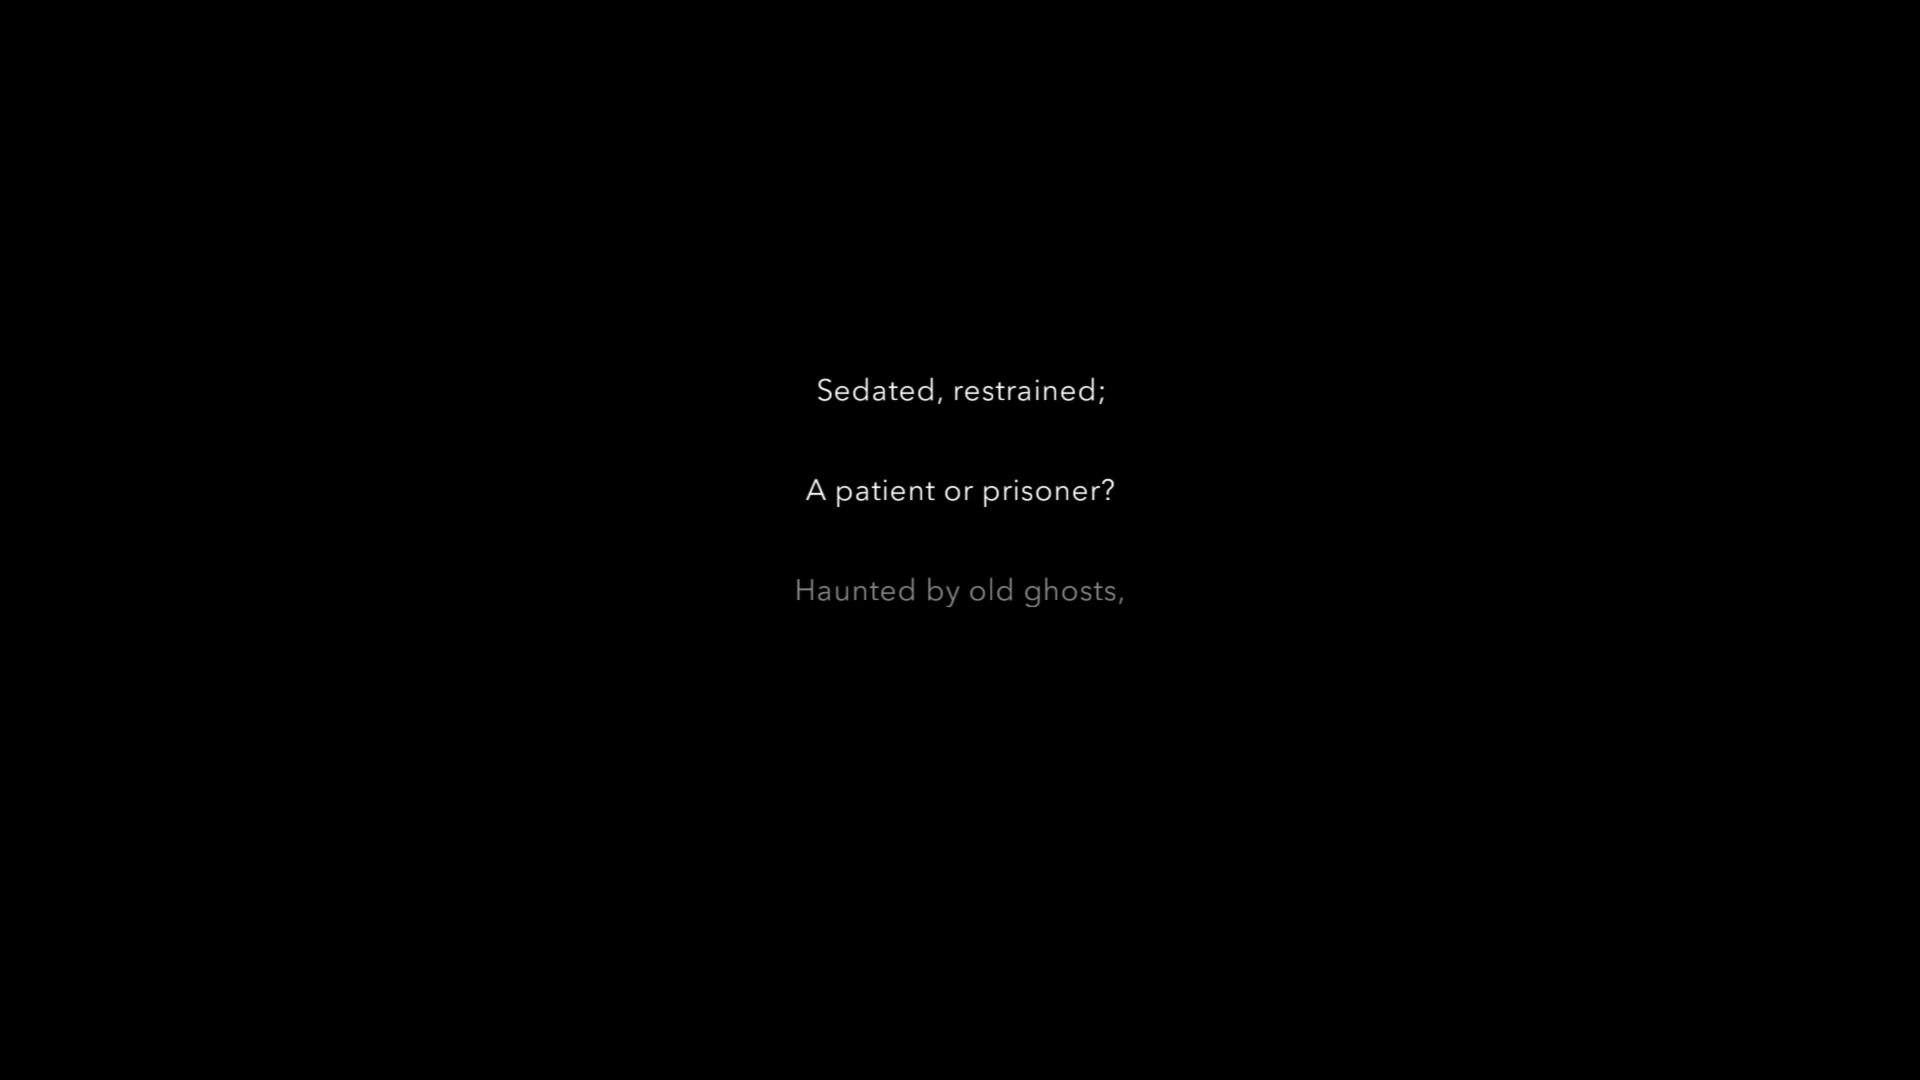 Sedated, restrained;
A patient or prisoner?
Haunted by old ghosts,